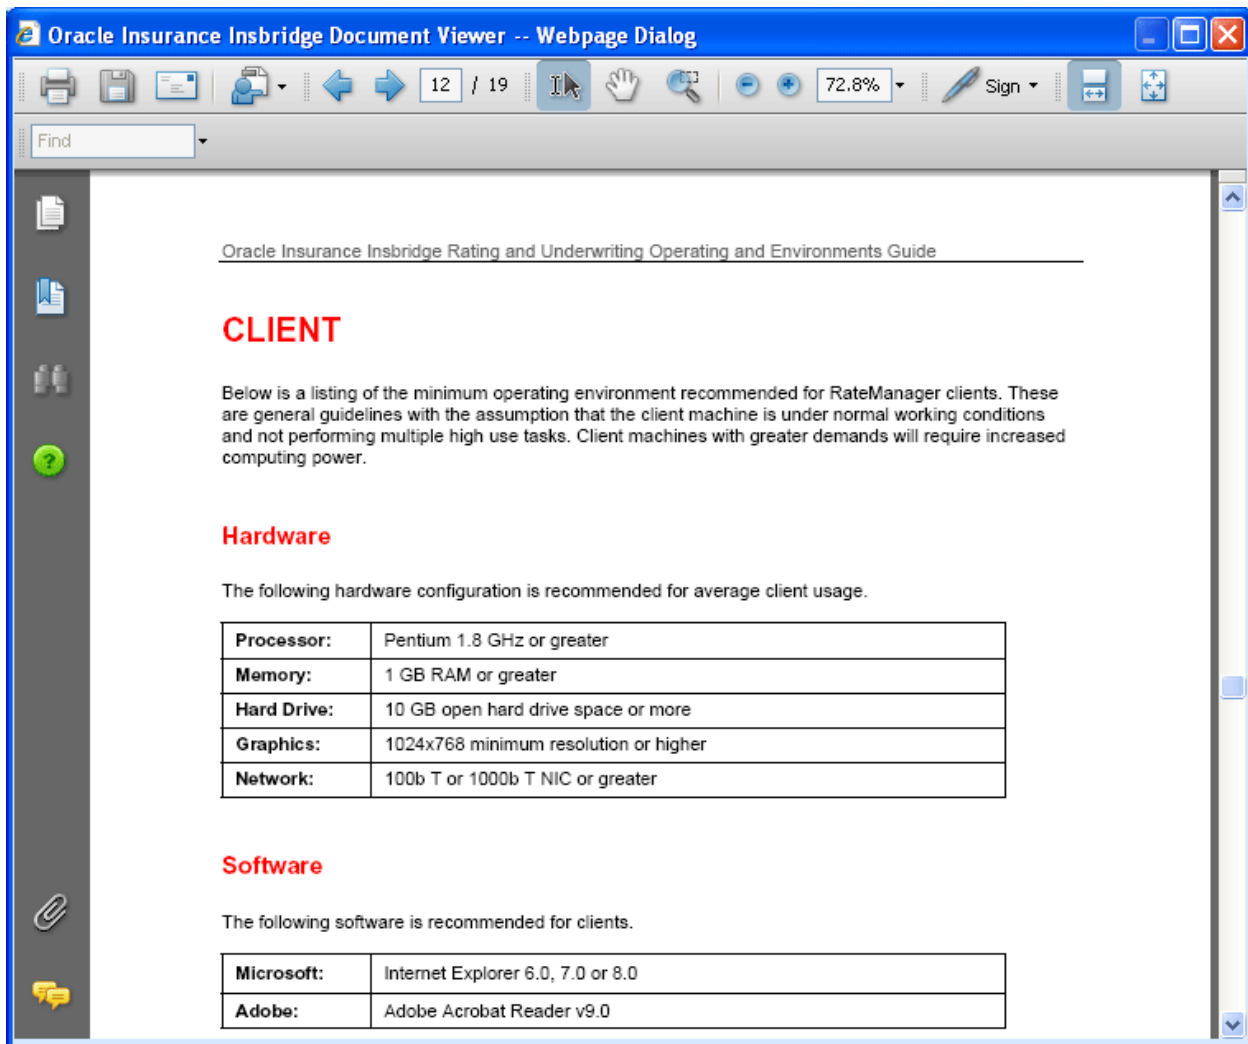 Oracle Insurance Insbridge Document Viewer -- Webpage Dialog
12 / 19 72.8% Sign
Find
Oracle Insurance Insbridge Rating and Underwriting Operating and Environments Guide
CLIENT
Below is a listing of the minimum operating environment recommended for RateManager clients. These
are general guidelines with the assumption that the client machine is under normal working conditions
and not performing multiple high use tasks. Client machines with greater demands will require increased
computing power.
Hardware
The following hardware configuration is recommended for average client usage.
Processor: Pentium 1.8 GHz or greater
Memory: 1 GB RAM or greater
Hard Drive: 10 GB open hard drive space or more
Graphics: 1024x768 minimum resolution or higher
Network: 100b T or 1000b T NIC or greater
Software
The following software is recommended for clients.
Microsoft: Internet Explorer 6.0, 7.0 or 8.0
Adobe: Adobe Acrobat Reader v9.0